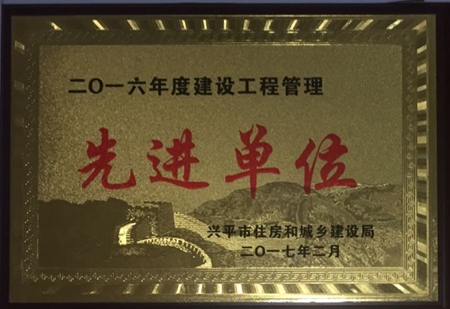 二〇一六年度建设工程管理
先进单位
兴平市住房和城乡建设局
二〇一七年二月